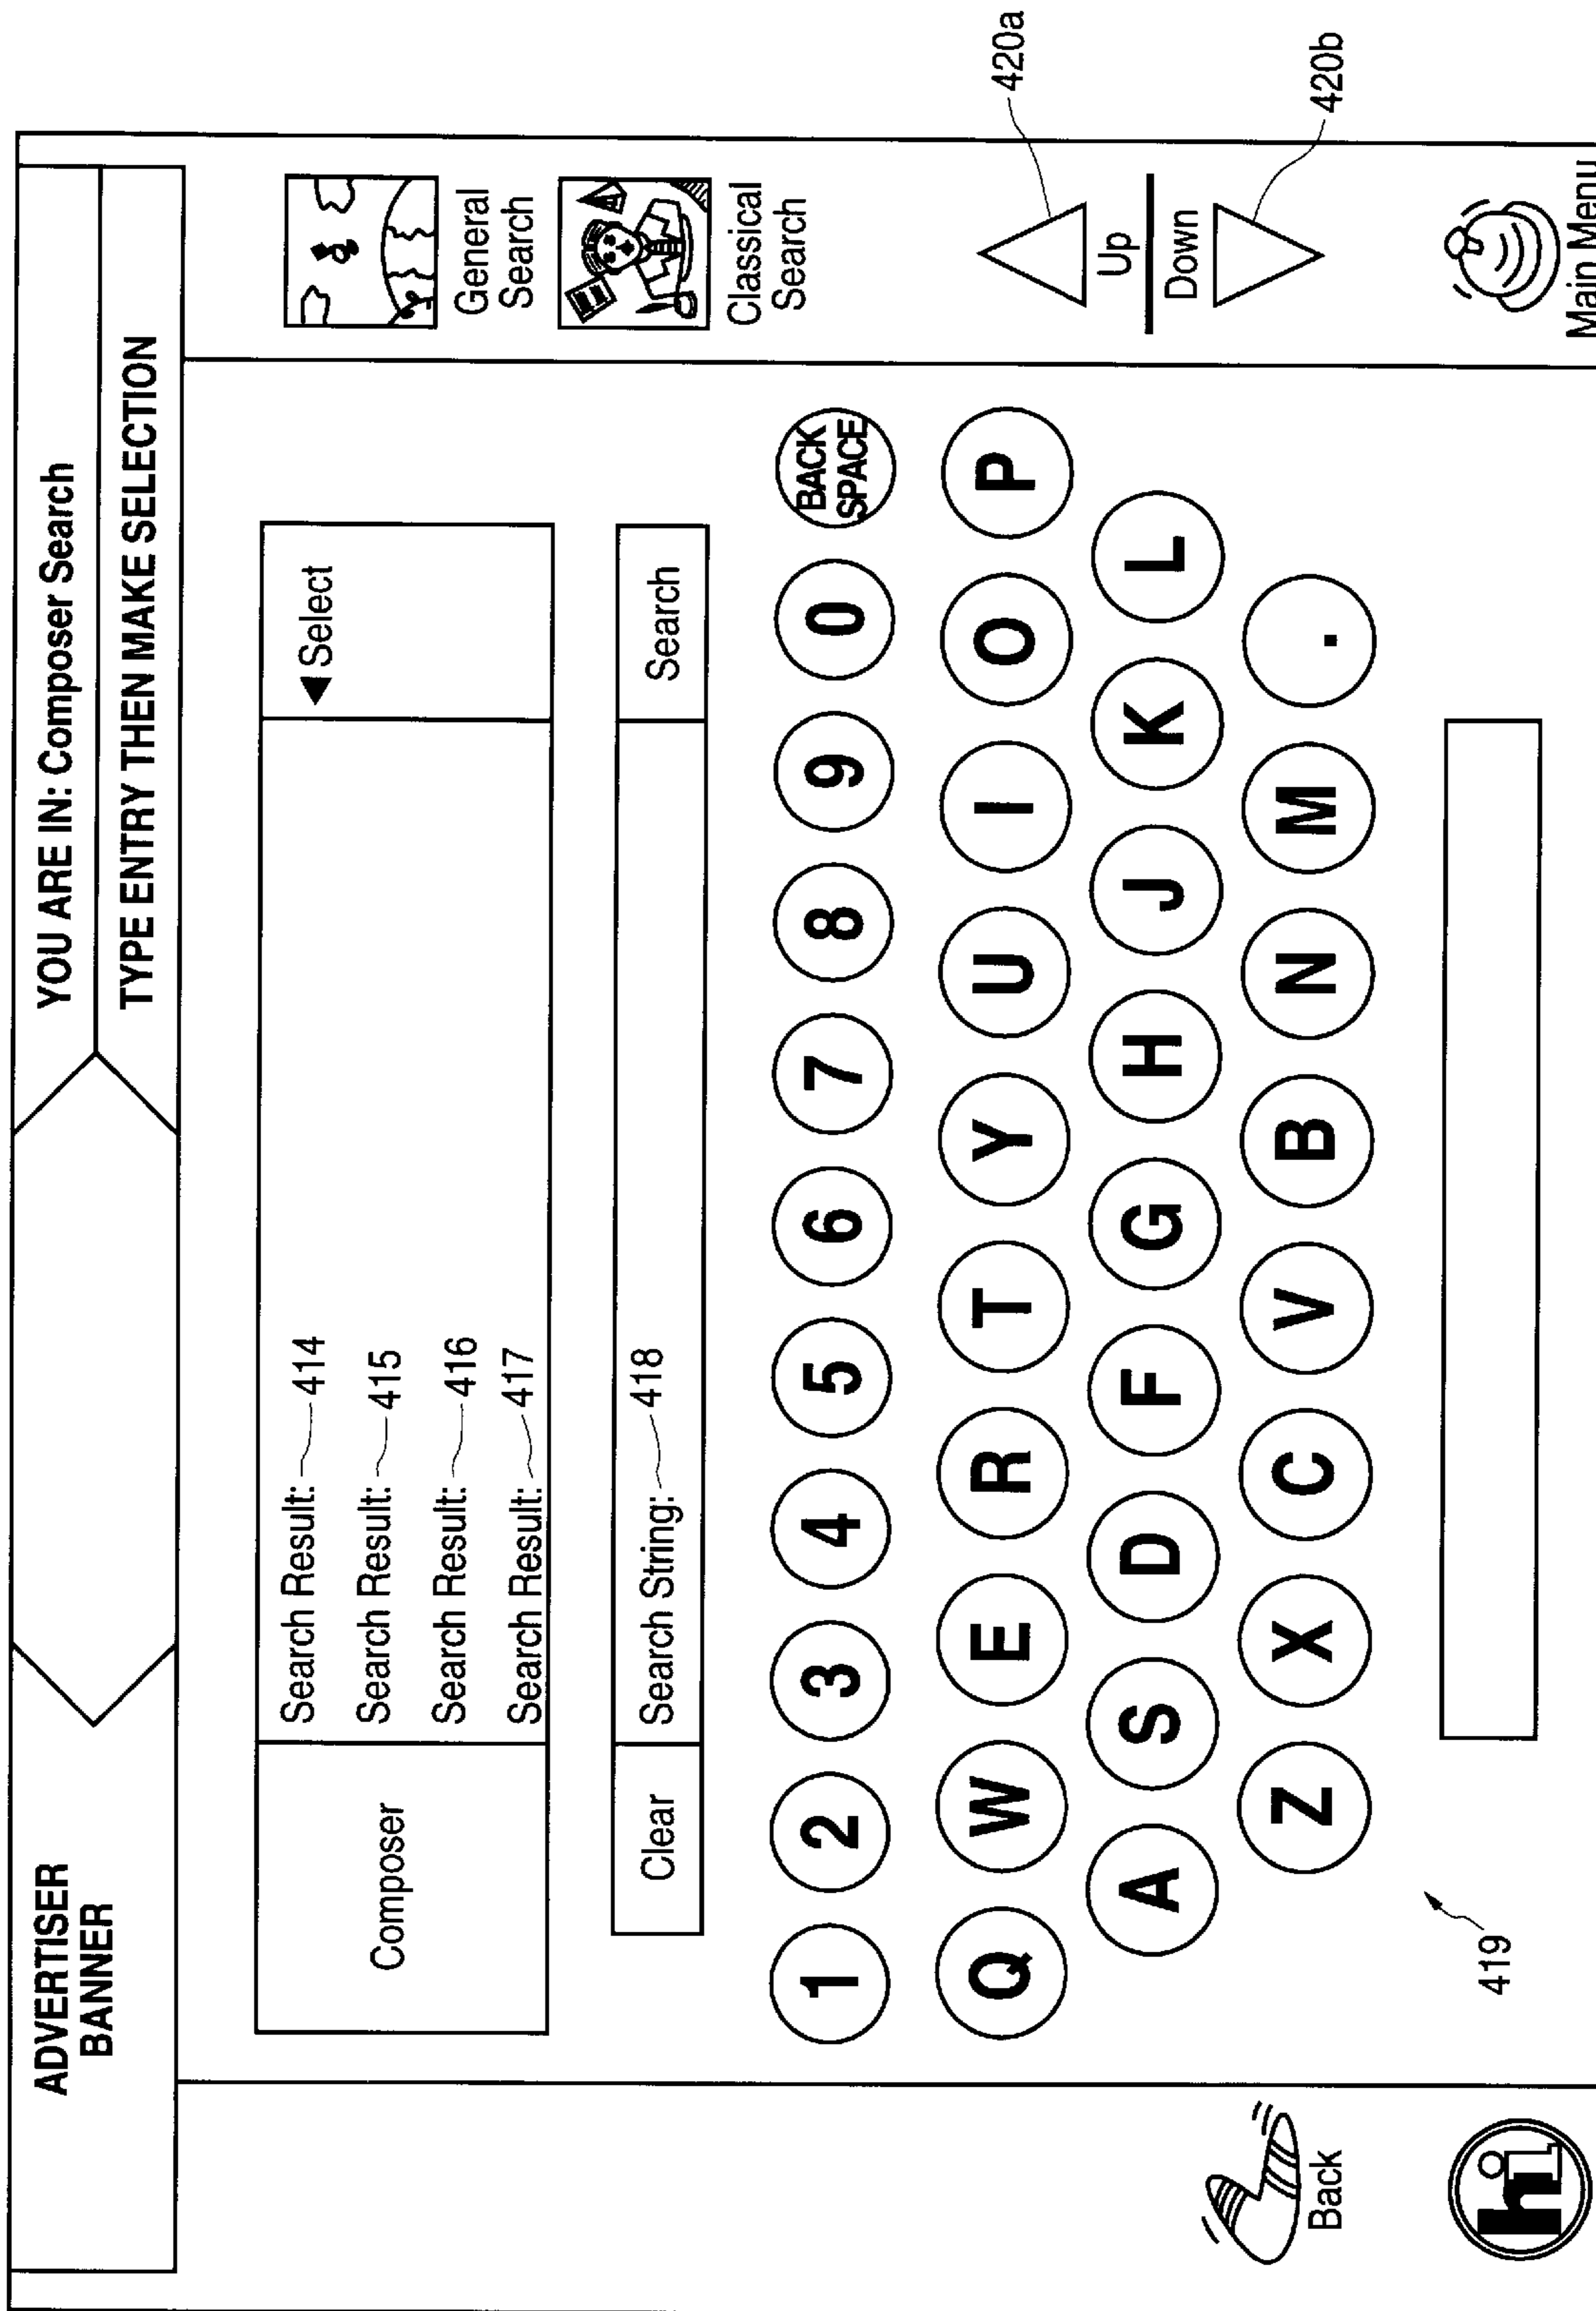 ADVERTISER
BANNER
YOU ARE IN: Composer Search
TYPE ENTRY THEN MAKE SELECTION
Composer
Search Result: 414
Search Result: 415
Search Result: 416
Search Result: 417
◀ Select
Clear
Search String: 418
Search
1 2 3 4 5 6 7 8 9 0 BACK
SPACE
Q W E R T Y U I O P
A S D F G H J K L
Z X C V B N M .
419
General
Search
Classical
Search
420a
Up
Down
420b
Main Menu
Back
hi